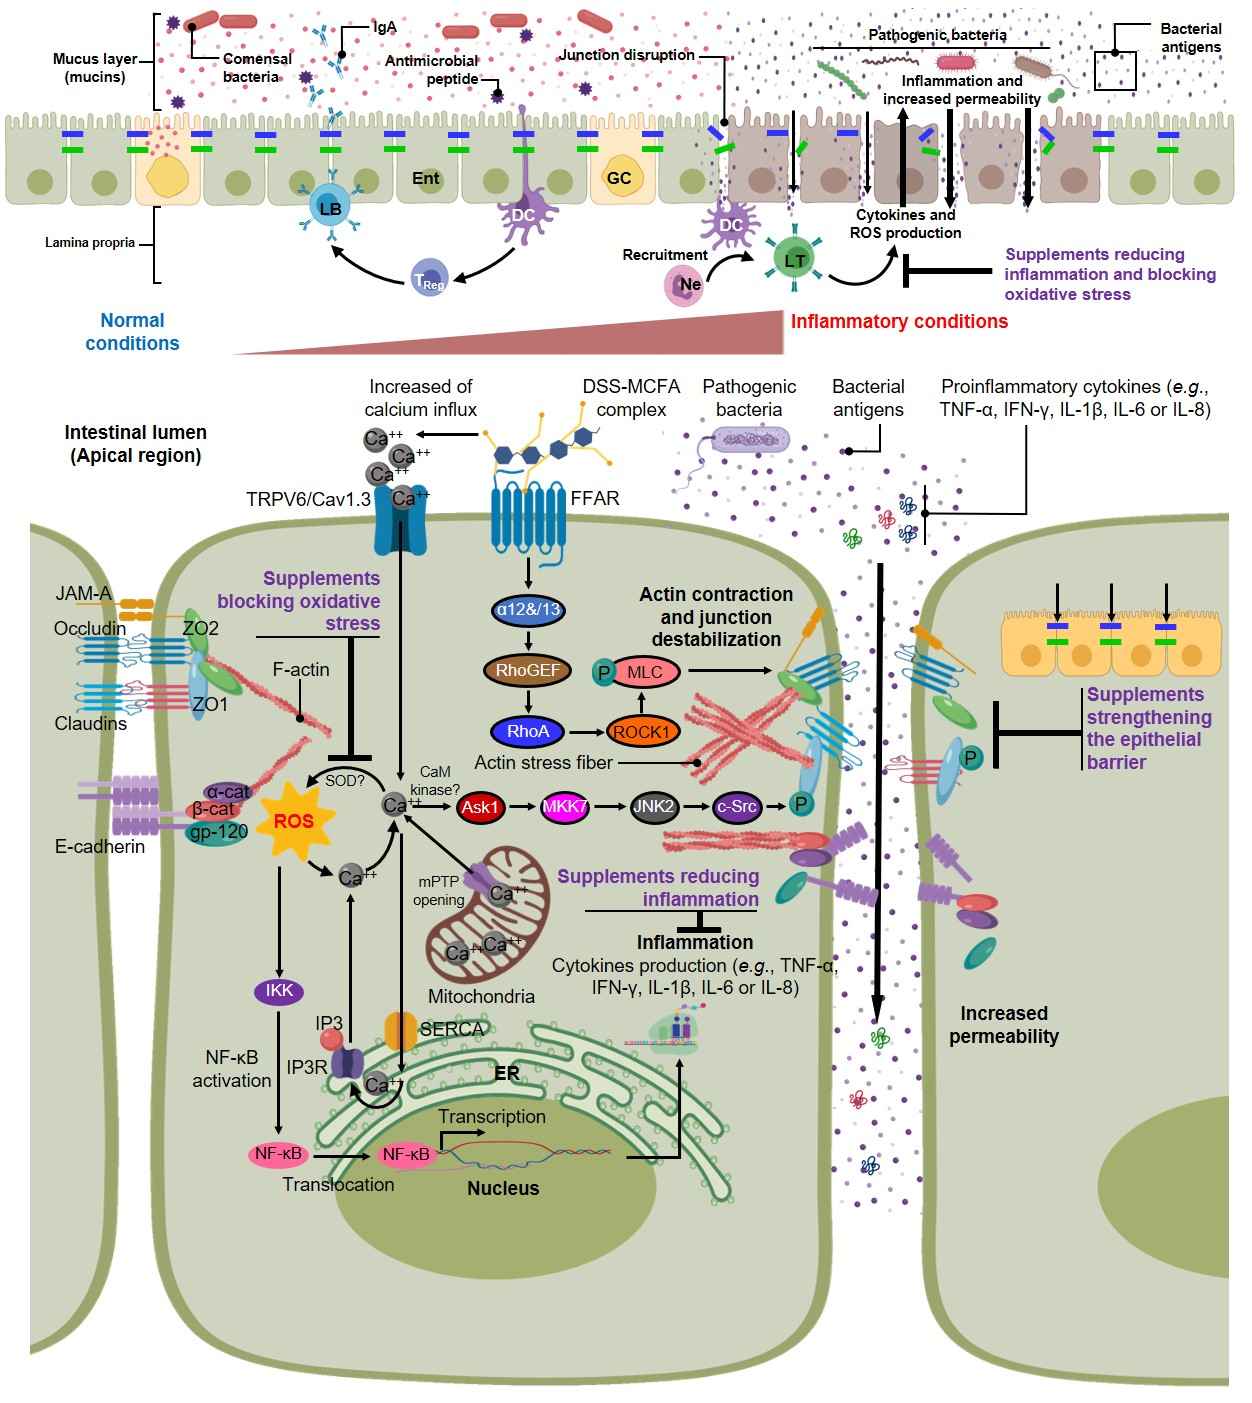 Mucus layer
(mucins)
Comensal
bacteria
IgA
Antimicrobial
peptide
Junction disruption
Pathogenic bacteria
Inflammation and
increased permeability
Bacterial
antigens
Ent
GC
LB
DC
TReg
DC
LT
Ne
Recruitment
Cytokines and
ROS production
Lamina propria
Supplements reducing
inflammation and blocking
oxidative stress
Normal
conditions
Inflammatory conditions
Intestinal lumen
(Apical region)
Increased of
calcium influx
DSS-MCFA
complex
Pathogenic
bacteria
Bacterial
antigens
Proinflammatory cytokines (e.g.,
TNF-α, IFN-γ, IL-1β, IL-6 or IL-8)
Ca++
Ca++
Ca++
Ca++
TRPV6/Cav1.3
FFAR
Supplements
blocking oxidative
stress
JAM-A
Occludin
ZO2
F-actin
ZO1
Claudins
α12&/13
RhoGEF
RhoA
ROCK1
P
MLC
Actin contraction
and junction
destabilization
Actin stress fiber
Supplements
strengthening
the epithelial
barrier
P
SOD?
CaM
kinase?
Ca++
Ask1
MKK7
JNK2
c-Src
P
α-cat
β-cat
gp-120
E-cadherin
ROS
Ca++
mPTP
opening
Ca++
Ca++
Ca++
Mitochondria
Supplements reducing
inflammation
Inflammation
Cytokines production (e.g., TNF-α,
IFN-γ, IL-1β, IL-6 or IL-8)
IKK
IP3
IP3R
SERCA
Ca++
ER
NF-κB
activation
Increased
permeability
NF-κB
Translocation
NF-κB
Transcription
Nucleus